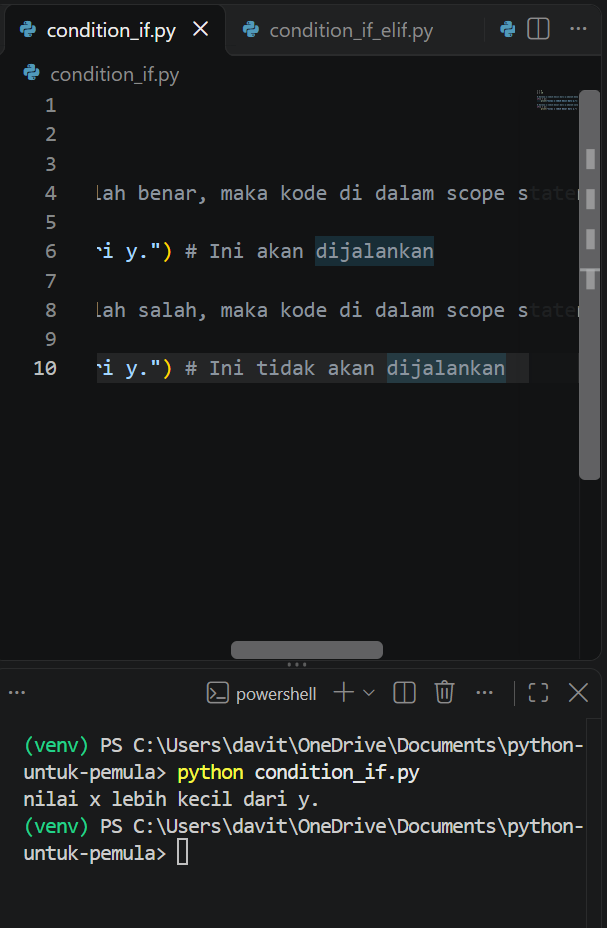 condition_if.py condition_if_elif.py
condition_if.py
1
2
3
4 lah benar, maka kode di dalam scope
5
6 ri y.") # Ini akan dijalankan
7
8 lah salah, maka kode di dalam scope
9
10 ri y.") # Ini tidak akan dijalankan
powershell
(venv) PS C:\Users\davit\OneDrive\Documents\python-
untuk-pemula> python condition_if.py
nilai x lebih kecil dari y.
(venv) PS C:\Users\davit\OneDrive\Documents\python-
untuk-pemula>